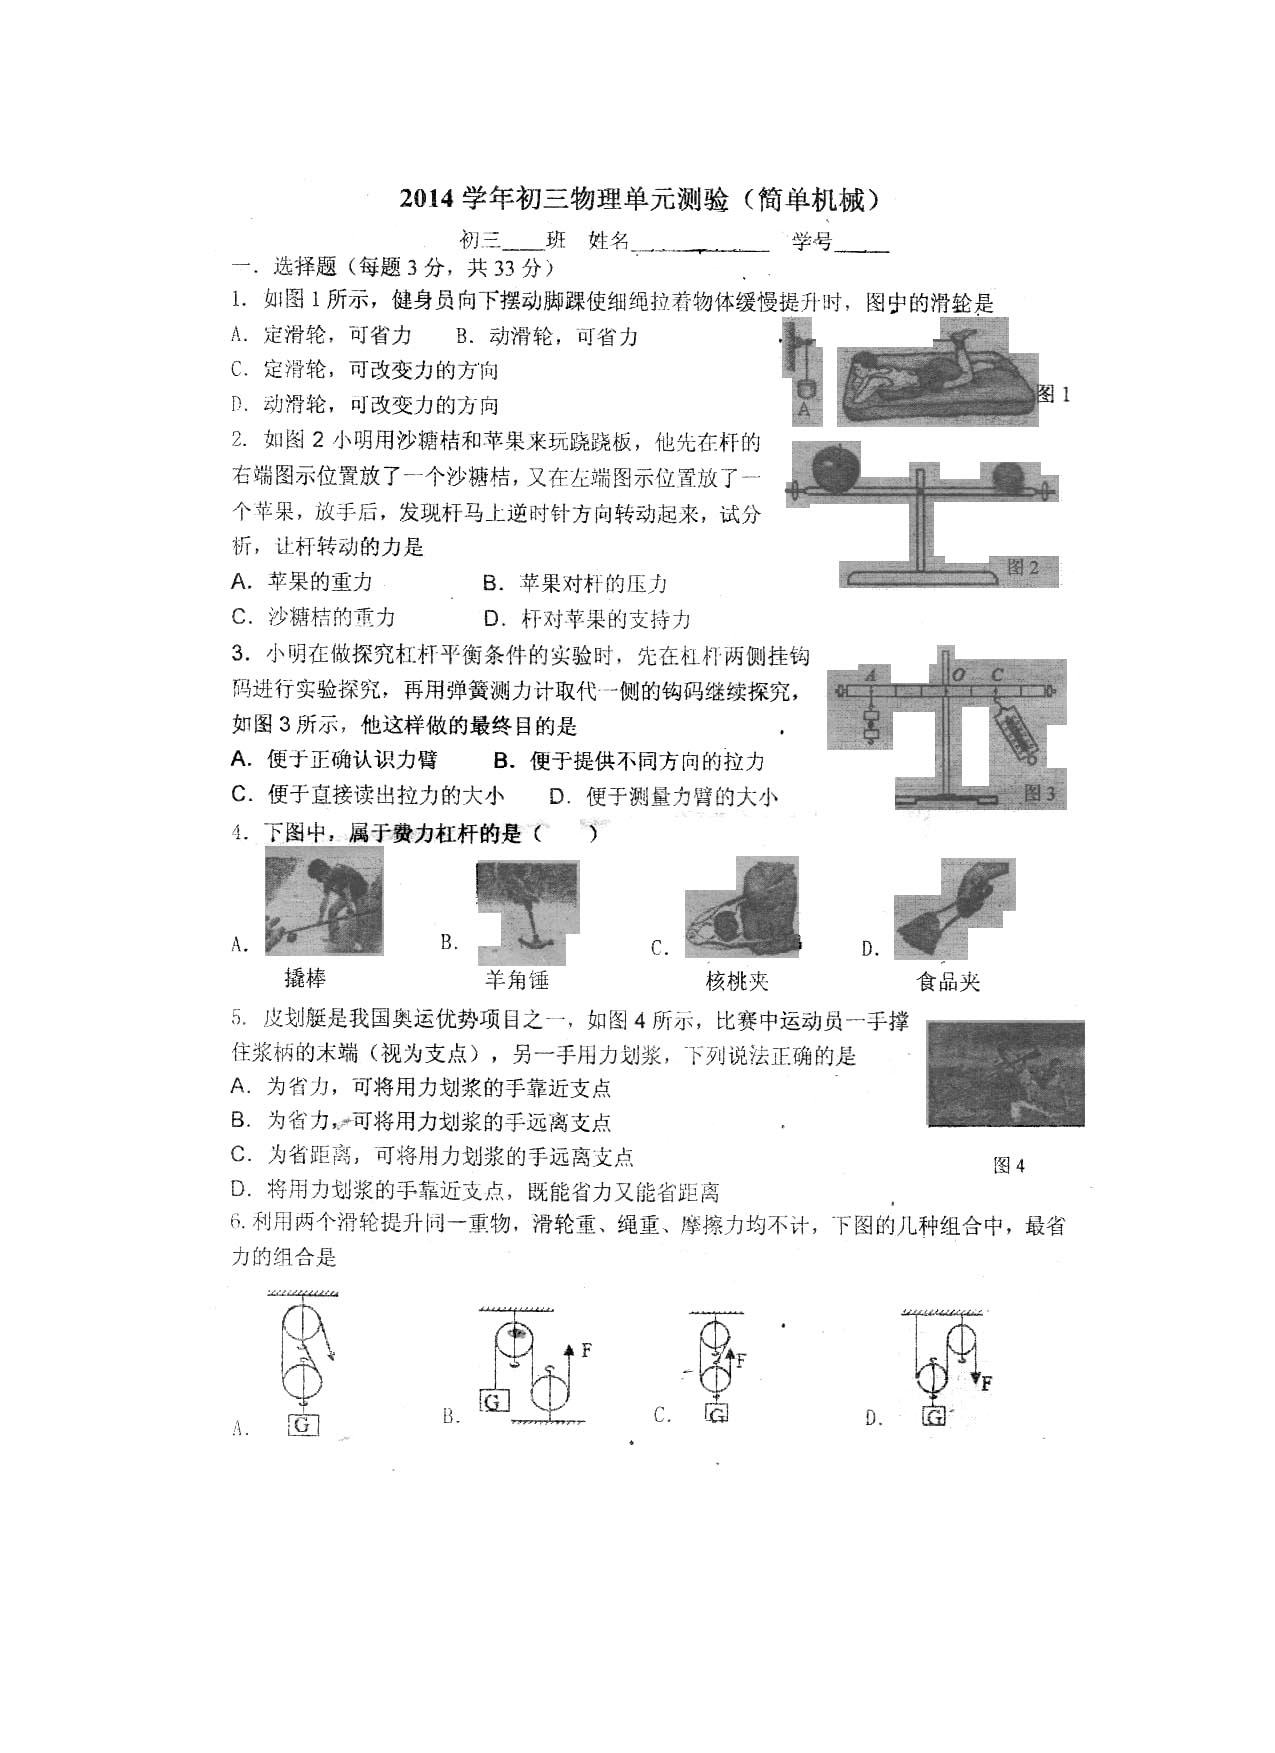 2014 学年初三物理单元测验（简单机械）
初三____班 姓名____________ 学号_____
一．选择题（每题 3 分，共 33 分）
1. 如图 1 所示，健身员向下摆动脚踝使细绳拉着物体缓慢提升时，图中的滑轮是
A．定滑轮，可省力 B．动滑轮，可省力
C．定滑轮，可改变力的方向
D．动滑轮，可改变力的方向
A
图 1
2. 如图 2 小明用沙糖桔和苹果来玩跷跷板，他先在杆的
右端图示位置放了一个沙糖桔，又在左端图示位置放了一
个苹果，放手后，发现杆马上逆时针方向转动起来，试分
析，让杆转动的力是
A．苹果的重力 B．苹果对杆的压力
C．沙糖桔的重力 D．杆对苹果的支持力
图 2
3．小明在做探究杠杆平衡条件的实验时，先在杠杆两侧挂钩
码进行实验探究，再用弹簧测力计取代一侧的钩码继续探究，
如图 3 所示，他这样做的最终目的是
A．便于正确认识力臂 B．便于提供不同方向的拉力
C．便于直接读出拉力的大小 D．便于测量力臂的大小
A O C
图 3
4．下图中，属于费力杠杆的是（ ）
A． B． C． D．
撬棒 羊角锤 核桃夹 食品夹
5. 皮划艇是我国奥运优势项目之一，如图 4 所示，比赛中运动员一手撑
住浆柄的末端（视为支点），另一手用力划浆，下列说法正确的是
A．为省力，可将用力划浆的手靠近支点
B．为省力，可将用力划浆的手远离支点
C．为省距离，可将用力划浆的手远离支点
D．将用力划浆的手靠近支点，既能省力又能省距离
图 4
6. 利用两个滑轮提升同一重物，滑轮重、绳重、摩擦力均不计，下图的几种组合中，最省
力的组合是
A． G
B． G F
C． G F
D． G F